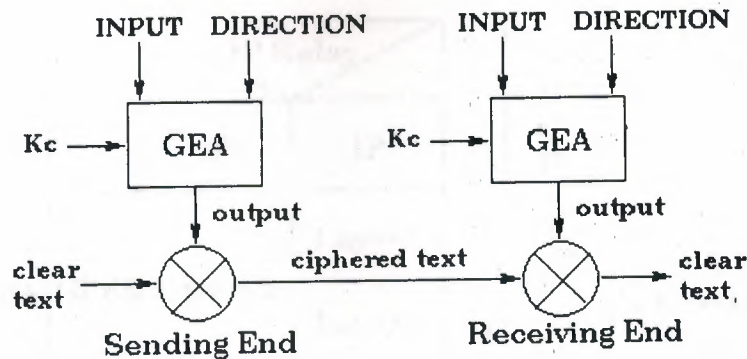 INPUT DIRECTION INPUT DIRECTION
Kc GEA Kc GEA
output output
clear text ciphered text clear text
Sending End Receiving End